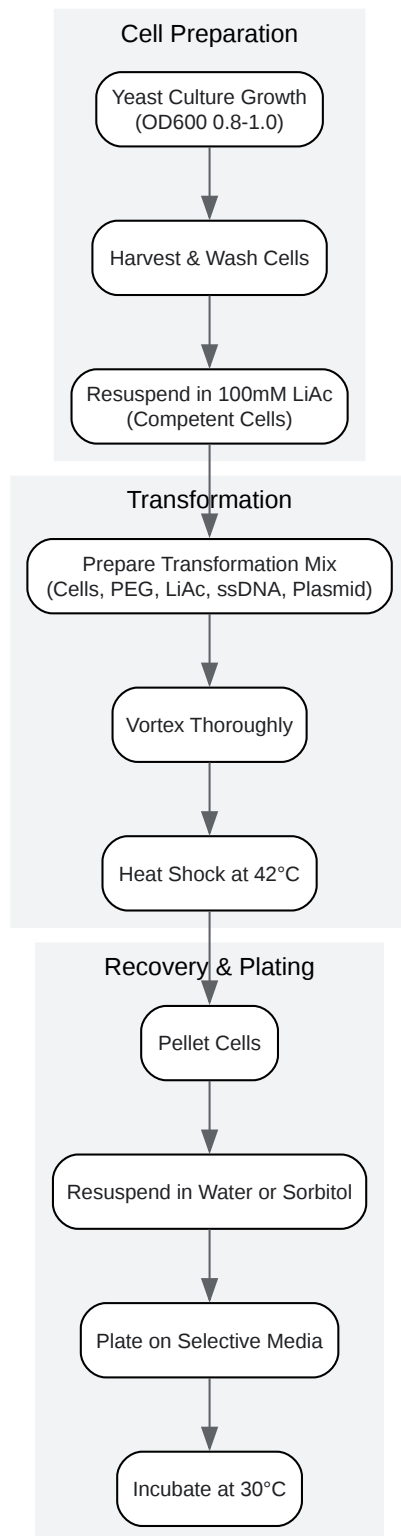 Cell Preparation
Yeast Culture Growth
(OD600 0.8-1.0)
Harvest & Wash Cells
Resuspend in 100mM LiAc
(Competent Cells)
Transformation
Prepare Transformation Mix
(Cells, PEG, LiAc, ssDNA, Plasmid)
Vortex Thoroughly
Heat Shock at 42°C
Recovery & Plating
Pellet Cells
Resuspend in Water or Sorbitol
Plate on Selective Media
Incubate at 30°C